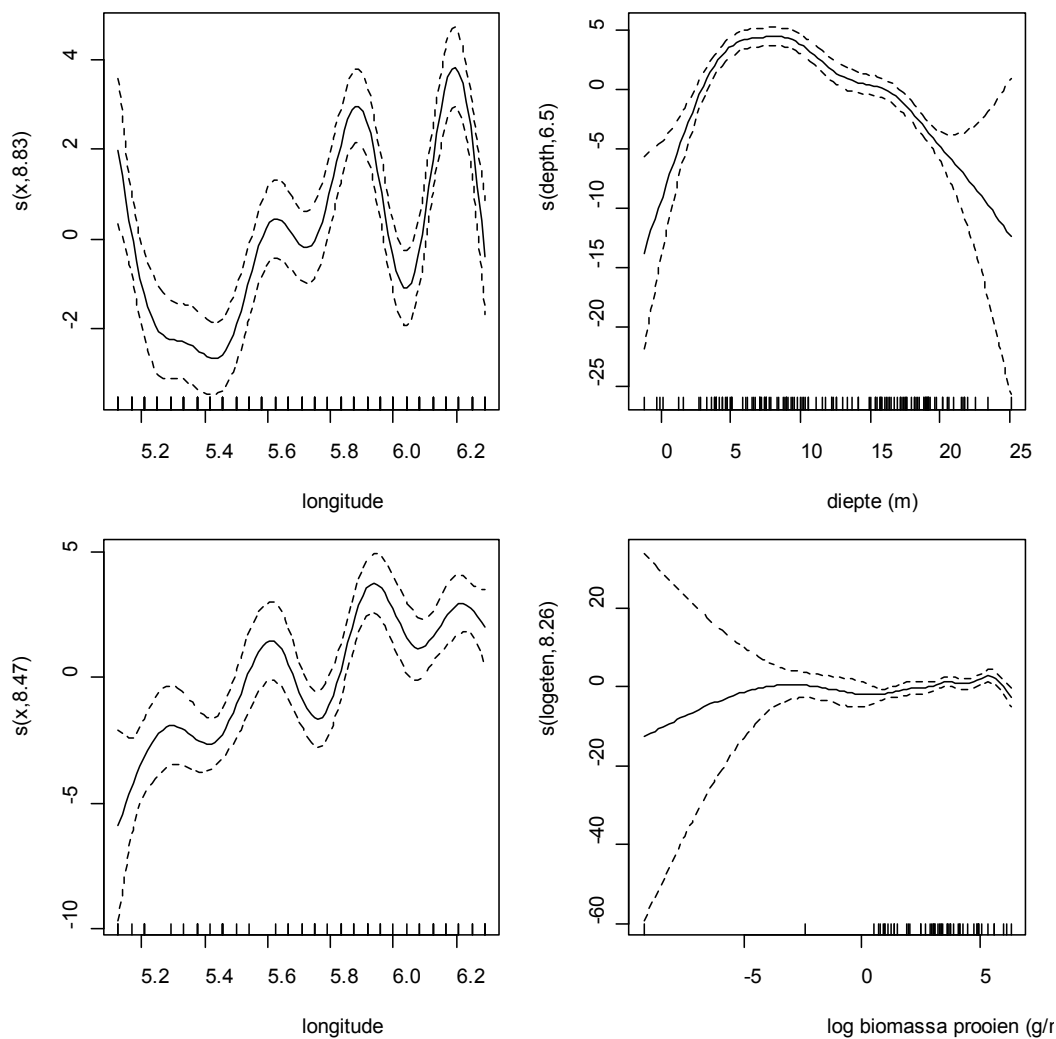 s(x,8.83)
4
2
0
-2
5.2 5.4 5.6 5.8 6.0 6.2
longitude
s(depth,6.5)
5
0
-5
-10
-15
-20
-25
0 5 10 15 20 25
diepte (m)
s(x,8.47)
5
0
-5
-10
5.2 5.4 5.6 5.8 6.0 6.2
longitude
s(logeten,8.26)
20
0
-20
-40
-60
-5 0 5
log biomassa prooien (g/